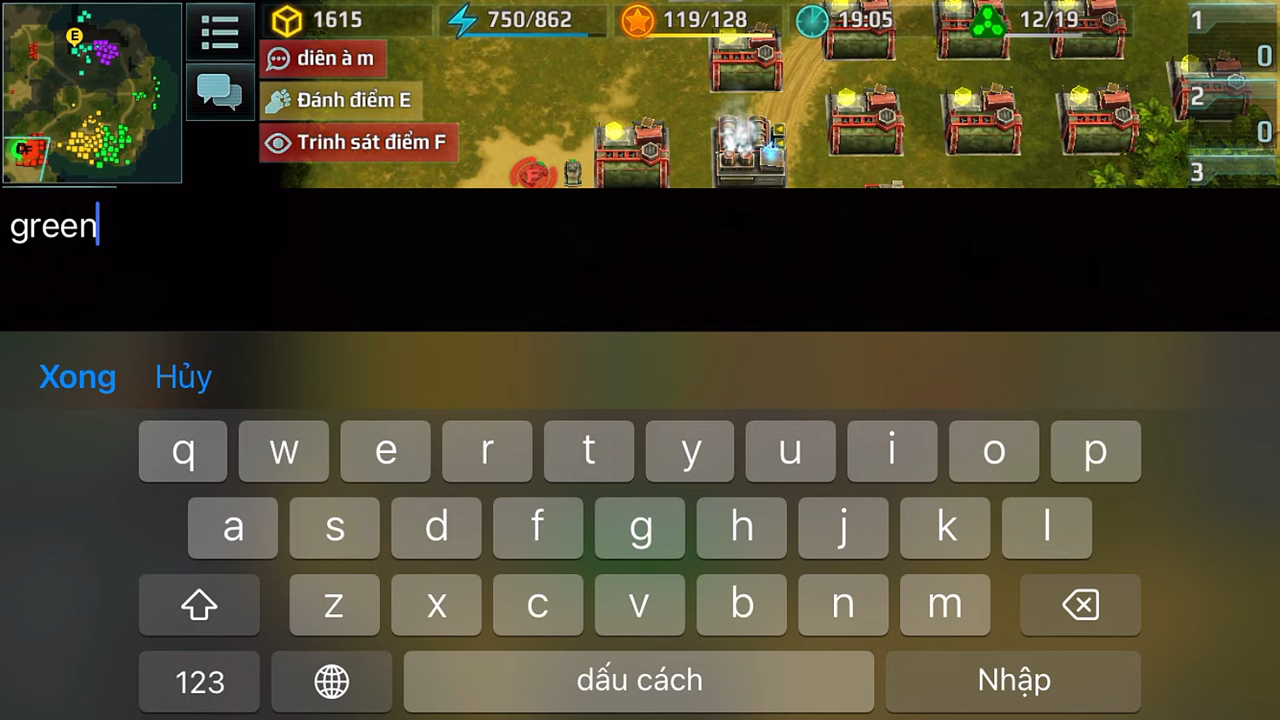 1615
750/862
119/128
19:05
12/19
1
0
2
0
3
E
diên à m
Đánh điểm E
Trinh sát điểm F
F
green
Xong Hủy
q w e r t y u i o p
a s d f g h j k l
z x c v b n m
123 dấu cách Nhập